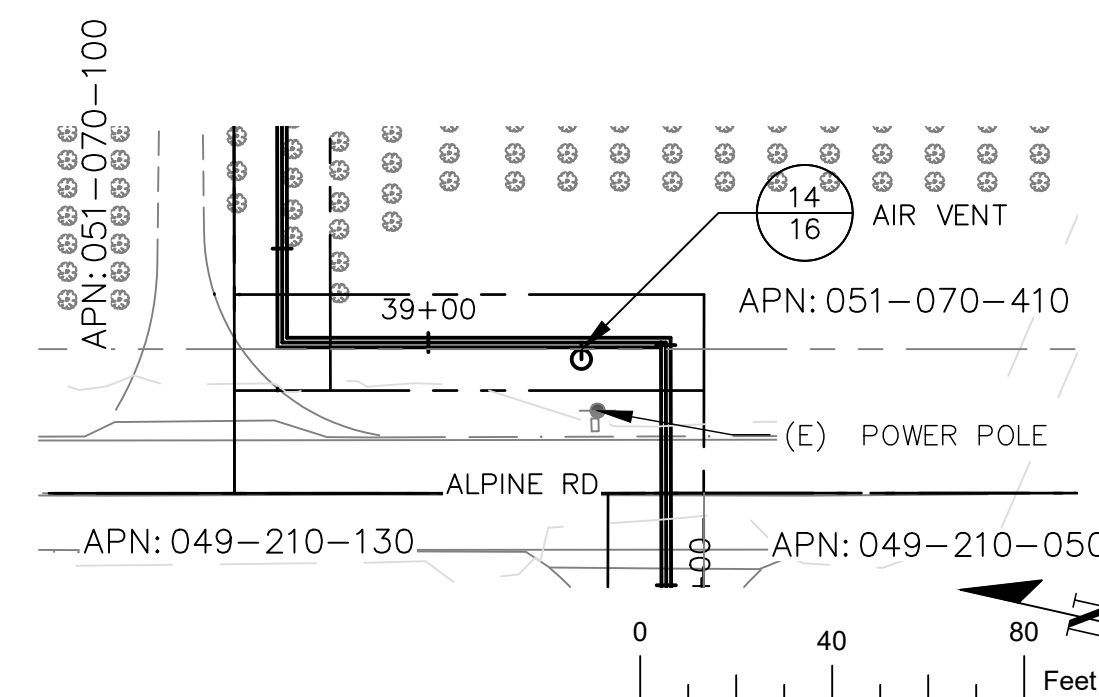 APN: 051-070-100
14
16
AIR VENT
APN: 051-070-410
39+00
(E) POWER POLE
ALPINE RD
APN: 049-210-130
APN: 049-210-050
00
N
0
40
80
Feet